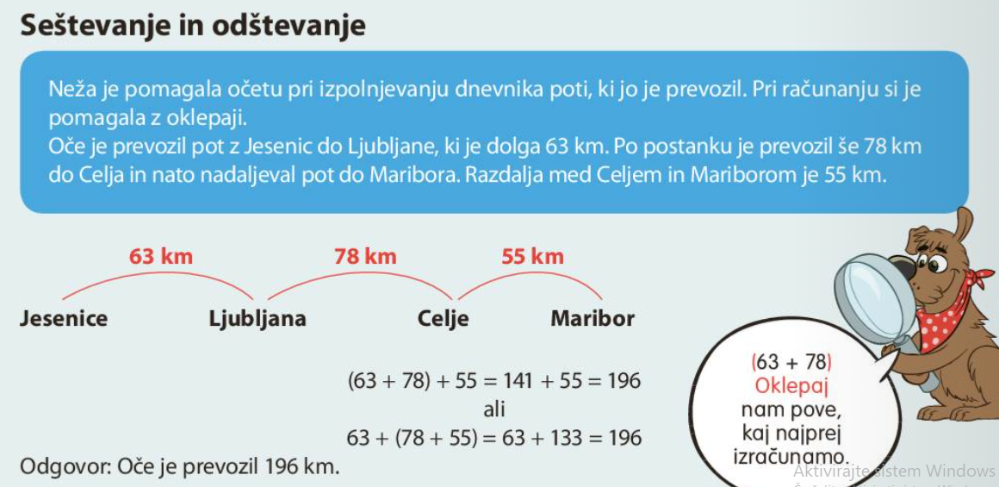 Seštevanje in odštevanje
Neža je pomagala očetu pri izpolnjevanju dnevnika poti, ki jo je prevozil. Pri računanju si je
pomagala z oklepaji.
Oče je prevozil pot z Jesenic do Ljubljane, ki je dolga 63 km. Po postanku je prevozil še 78 km
do Celja in nato nadaljeval pot do Maribora. Razdalja med Celjem in Mariborom je 55 km.
63 km 78 km 55 km
Jesenice Ljubljana Celje Maribor
(63 + 78) + 55 = 141 + 55 = 196
ali
63 + (78 + 55) = 63 + 133 = 196
Odgovor: Oče je prevozil 196 km.
(63 + 78)
Oklepaj
nam pove,
kaj najprej
izračunamo.
Aktivirajte sistem Windows